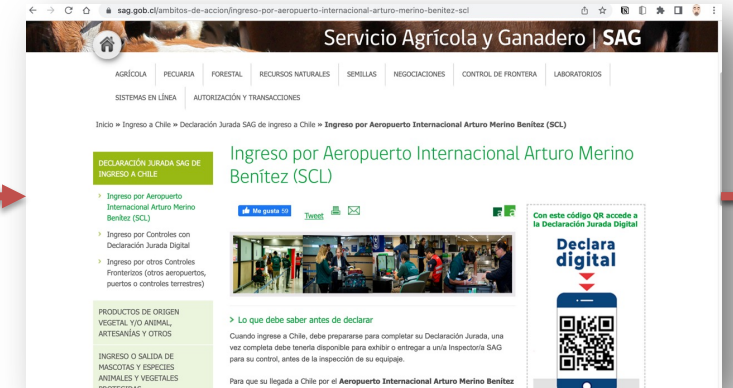 sag.gob.cl/ambitos-de-accion/ingreso-por-aeropuerto-internacional-arturo-merino-benitez-scl
Servicio Agrícola y Ganadero | SAG
AGRÍCOLA PECUARIA FORESTAL RECURSOS NATURALES SEMILLAS NEGOCIACIONES CONTROL DE FRONTERA LABORATORIOS
SISTEMAS EN LÍNEA AUTORIZACIÓN Y TRANSACCIONES
Inicio » Ingreso a Chile » Declaración Jurada SAG de ingreso a Chile » Ingreso por Aeropuerto Internacional Arturo Merino Benítez (SCL)
DECLARACIÓN JURADA SAG DE
INGRESO A CHILE
Ingreso por Aeropuerto
Internacional Arturo Merino
Benítez (SCL)
Ingreso por Controles con
Declaración Jurada Digital
Ingreso por otros Controles
Fronterizos (otros aeropuertos,
puertos o controles terrestres)
PRODUCTOS DE ORIGEN
VEGETAL Y/O ANIMAL,
ARTESANÍAS Y OTROS
INGRESO O SALIDA DE
MASCOTAS Y ESPECIES
ANIMALES Y VEGETALES
PROTEGIDAS
Ingreso por Aeropuerto Internacional Arturo Merino
Benítez (SCL)
Me gusta 59 Tweet
a a
> Lo que debe saber antes de declarar
Cuando ingrese a Chile, debe prepararse para completar su Declaración Jurada, una
vez completa debe tenerla disponible para exhibir o entregar a un/a Inspector/a SAG
para su control, antes de la inspección de su equipaje.
Para que su llegada a Chile por el Aeropuerto Internacional Arturo Merino Benítez
Con este código QR accede a
la Declaración Jurada Digital
Declara
digital